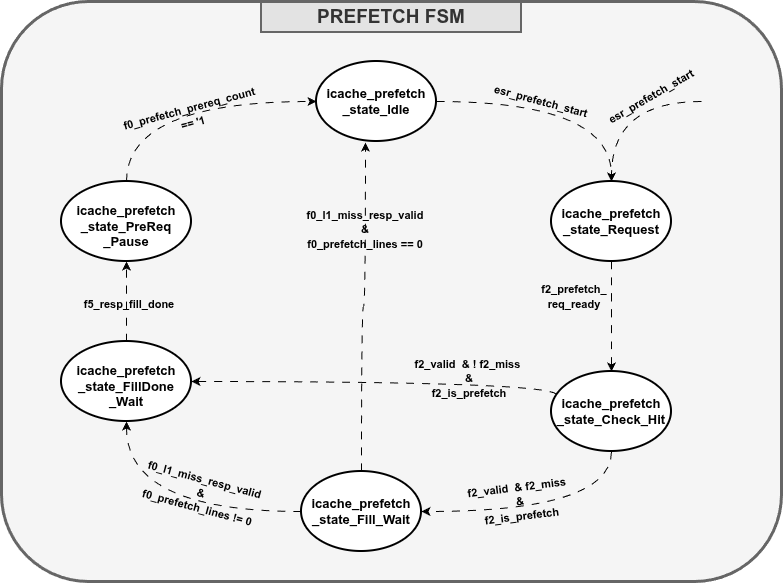 PREFETCH FSM
icache_prefetch
_state_Idle
esr_prefetch_start
esr_prefetch_start
f0_prefetch_prereq_count
== '1
icache_prefetch
_state_PreReq
_Pause
f0_l1_miss_resp_valid
&
f0_prefetch_lines == 0
icache_prefetch
_state_Request
f5_resp_fill_done
f2_prefetch_
req_ready
icache_prefetch
_state_FillDone
_Wait
f2_valid & ! f2_miss
&
f2_is_prefetch
icache_prefetch
_state_Check_Hit
f0_l1_miss_resp_valid
&
f0_prefetch_lines != 0
icache_prefetch
_state_Fill_Wait
f2_valid & f2_miss
&
f2_is_prefetch